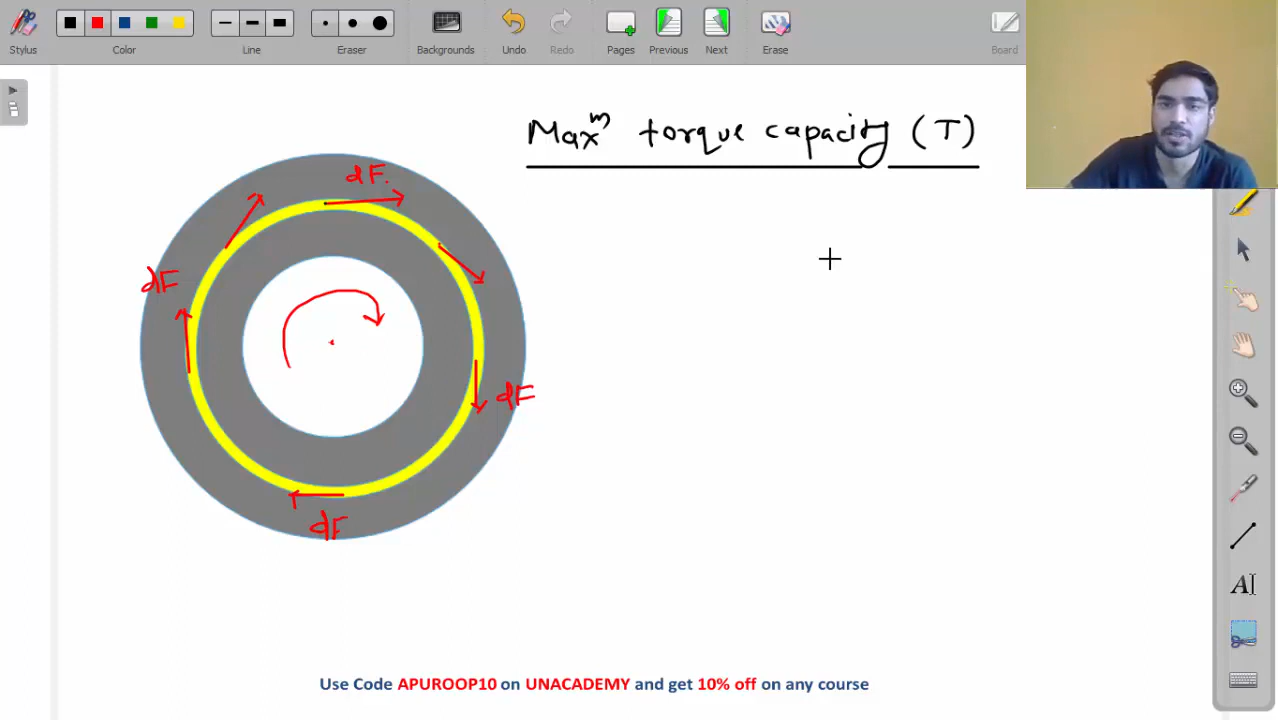 Stylus
Color
Line
Eraser
Backgrounds
Undo
Redo
Pages
Previous
Next
Erase
Board
Maxᵐ torque capacity (T)
dF.
dF
dF
dF
A
Use Code APUROOP10 on UNACADEMY and get 10% off on any course